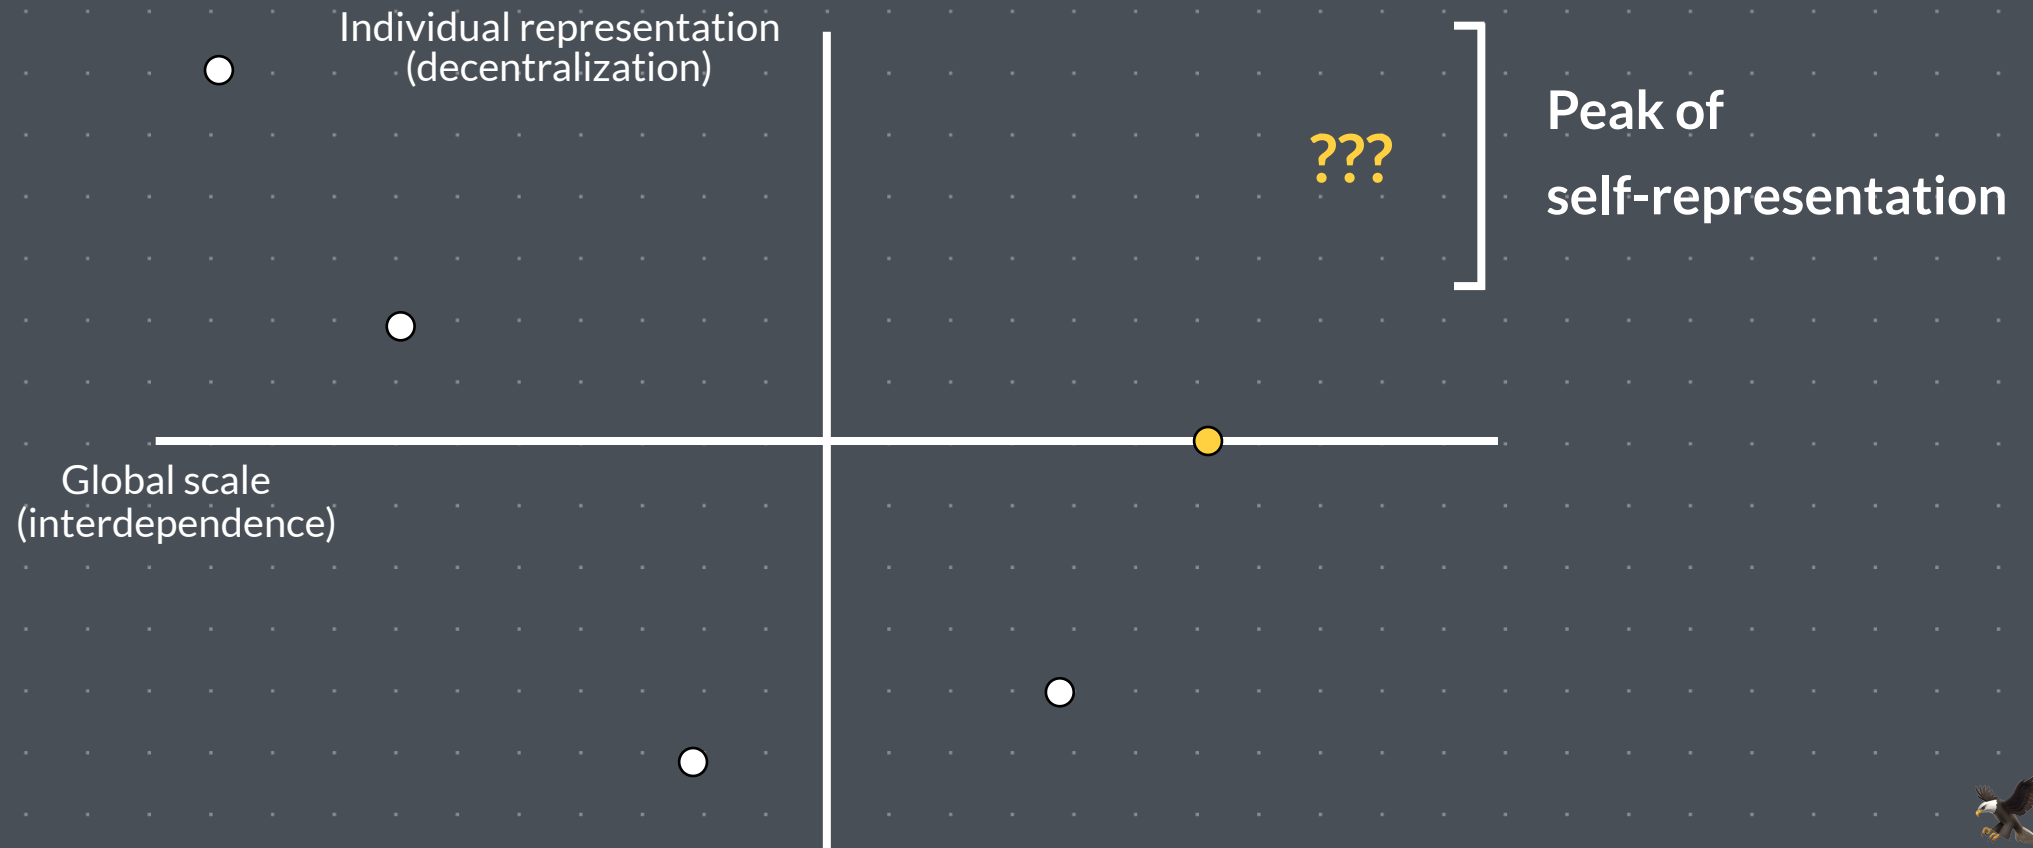 Individual representation
(decentralization)
???
Peak of
self-representation
Global scale
(interdependence)